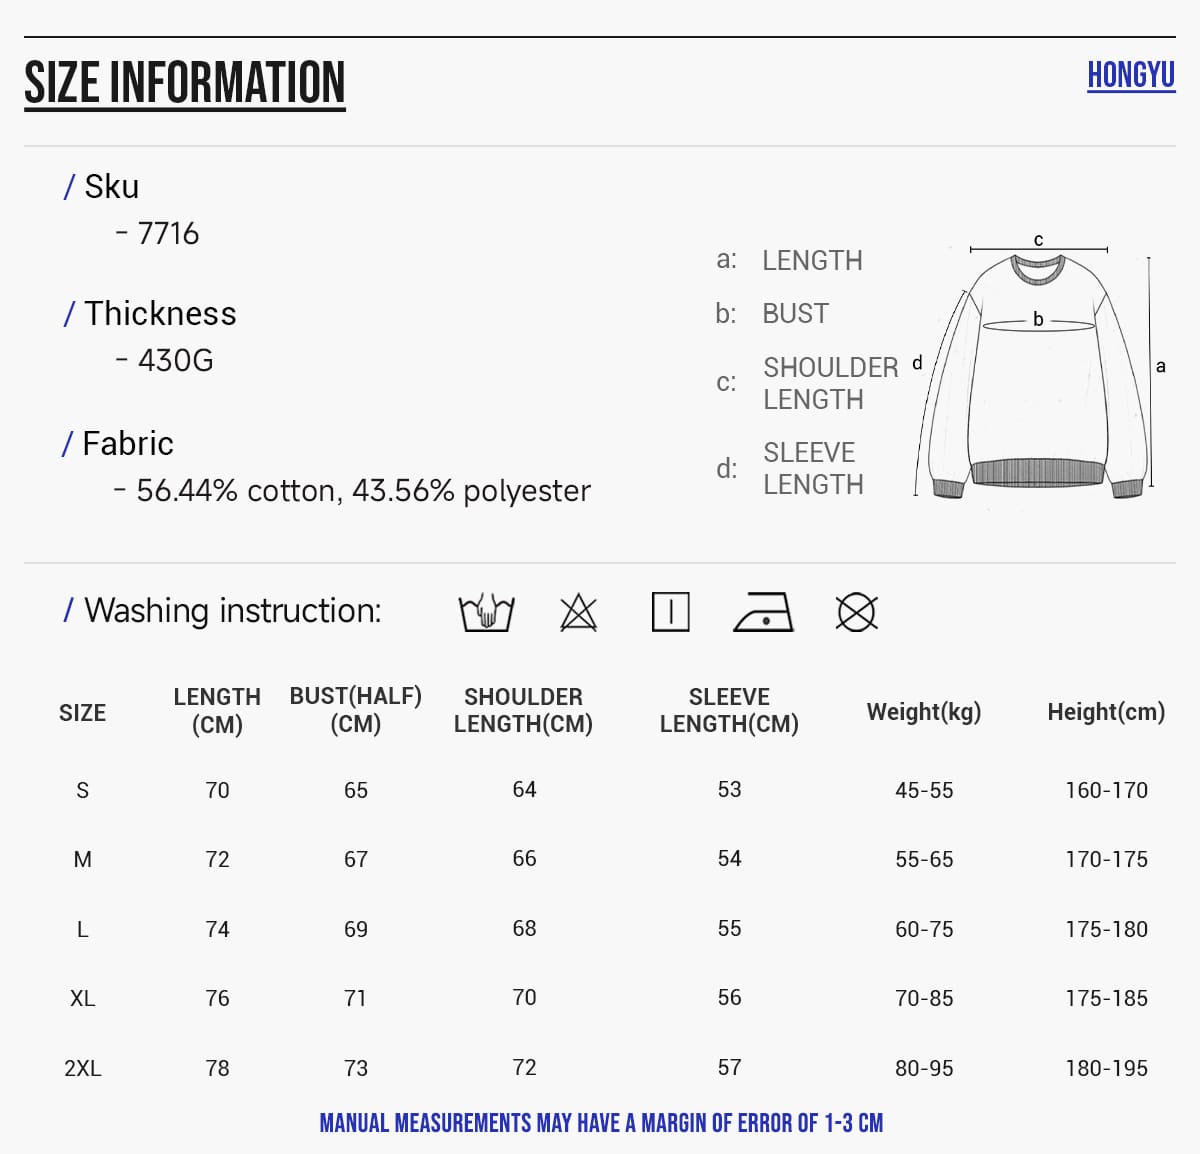 SIZE INFORMATION
HONGYU
/ Sku
- 7716
/ Thickness
- 430G
/ Fabric
- 56.44% cotton, 43.56% polyester
a: LENGTH
b: BUST
c: SHOULDER
LENGTH
d: SLEEVE
LENGTH
c
b
d
a
/ Washing instruction:
SIZE LENGTH (CM) BUST(HALF) (CM) SHOULDER LENGTH(CM) SLEEVE LENGTH(CM) Weight(kg) Height(cm)
S 70 65 64 53 45-55 160-170
M 72 67 66 54 55-65 170-175
L 74 69 68 55 60-75 175-180
XL 76 71 70 56 70-85 175-185
2XL 78 73 72 57 80-95 180-195
MANUAL MEASUREMENTS MAY HAVE A MARGIN OF ERROR OF 1-3 CM